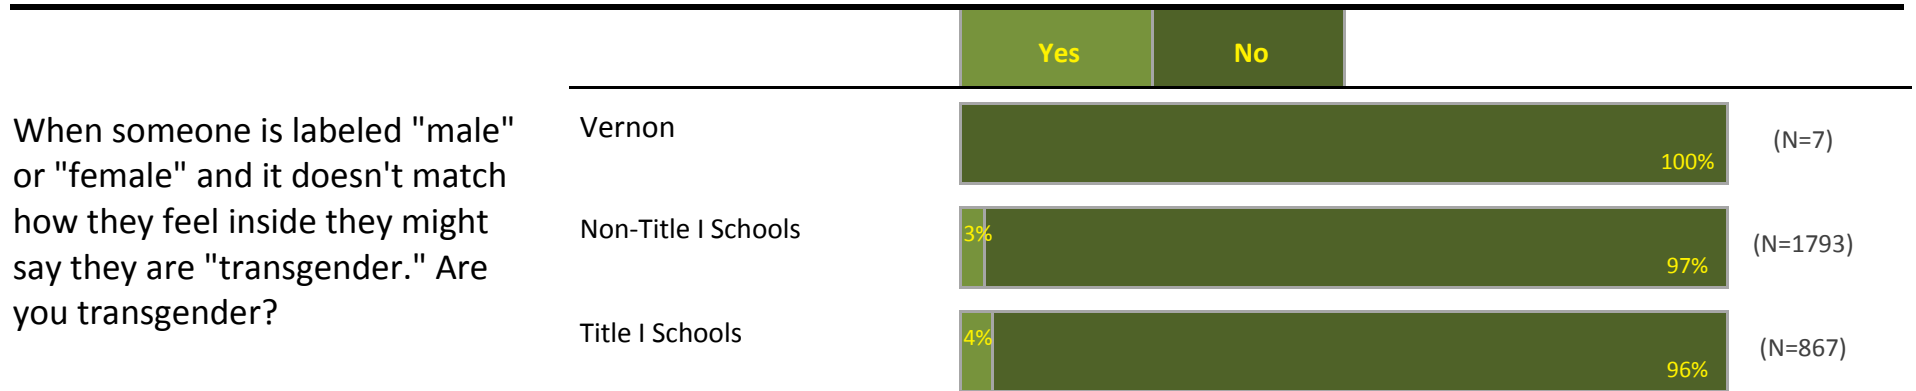 Yes No
When someone is labeled "male"
or "female" and it doesn't match
how they feel inside they might
say they are "transgender." Are
you transgender?
Vernon 100% (N=7)
Non-Title I Schools 3% 97% (N=1793)
Title I Schools 4% 96% (N=867)